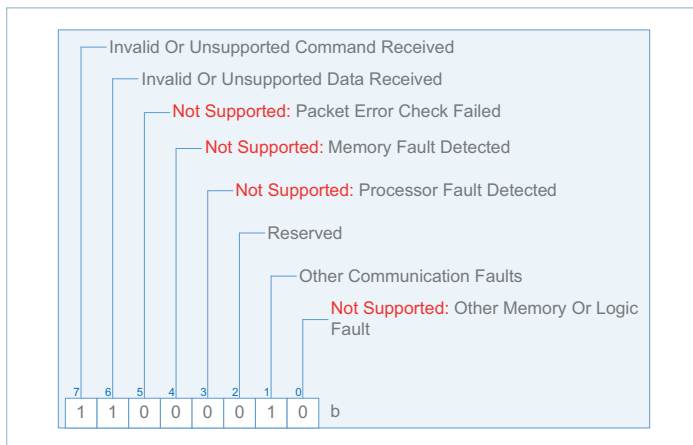 Invalid Or Unsupported Command Received
Invalid Or Unsupported Data Received
Not Supported: Packet Error Check Failed
Not Supported: Memory Fault Detected
Not Supported: Processor Fault Detected
Reserved
Other Communication Faults
Not Supported: Other Memory Or Logic
Fault
7 6 5 4 3 2 1 0
1 1 0 0 0 0 1 0 b